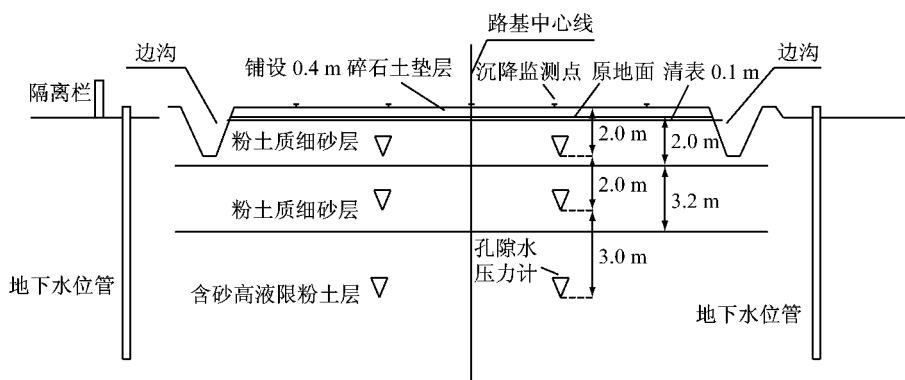 路基中心线
边沟
铺设 0.4 m 碎石土垫层
沉降监测点
原地面
清表 0.1 m
边沟
隔离栏
粉土质细砂层
2.0 m
2.0 m
粉土质细砂层
2.0 m
3.2 m
地下水位管
含砂高液限粉土层
孔隙水
压力计
3.0 m
地下水位管